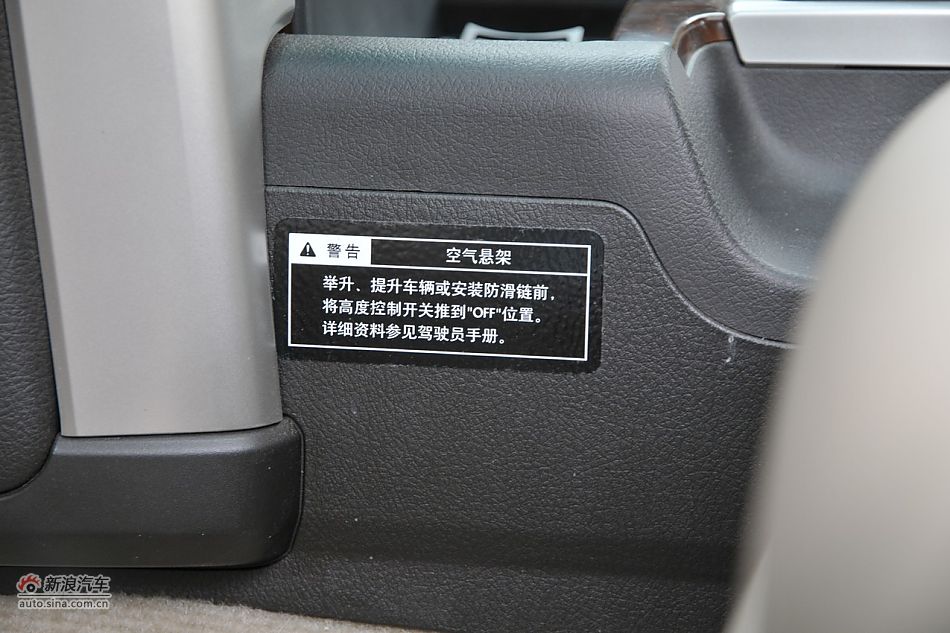 警告 空气悬架
举升、提升车辆或安装防滑链前,
将高度控制开关推到"OFF"位置。
详细资料参见驾驶员手册。
新浪汽车
auto.sina.com.cn